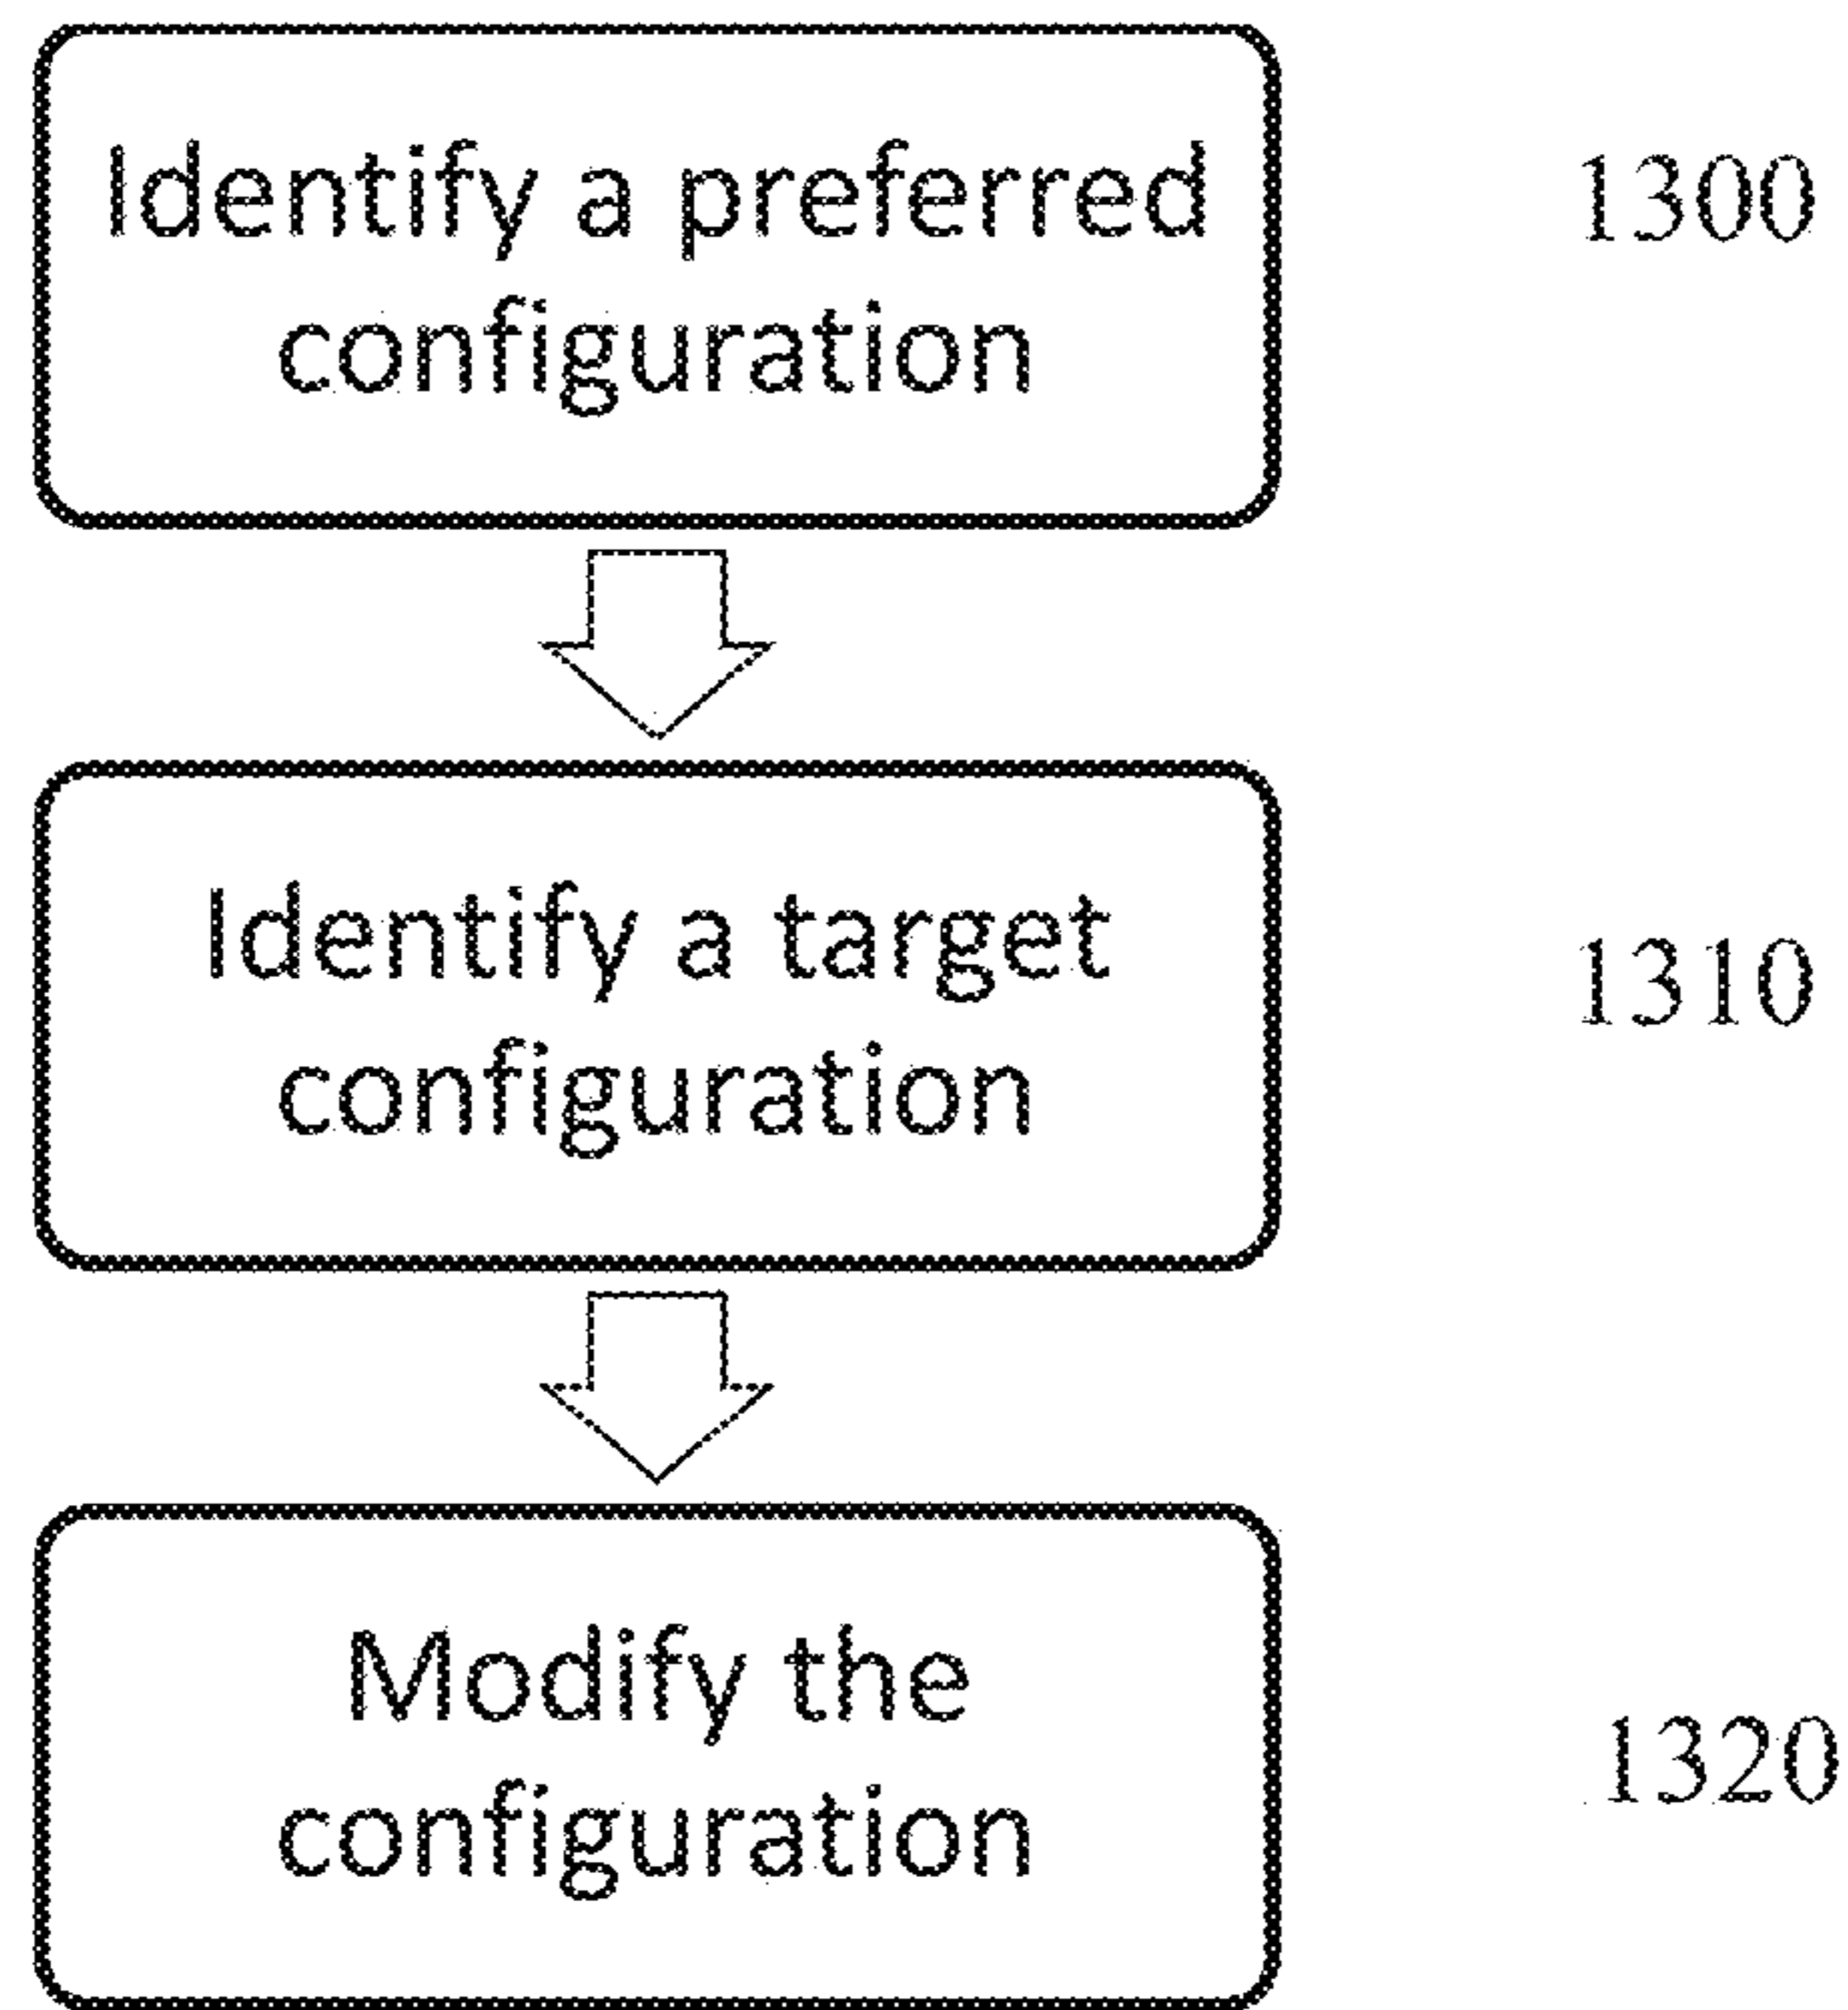 Identify a preferred
configuration
1300
Identify a target
configuration
1310
Modify the
configuration
1320